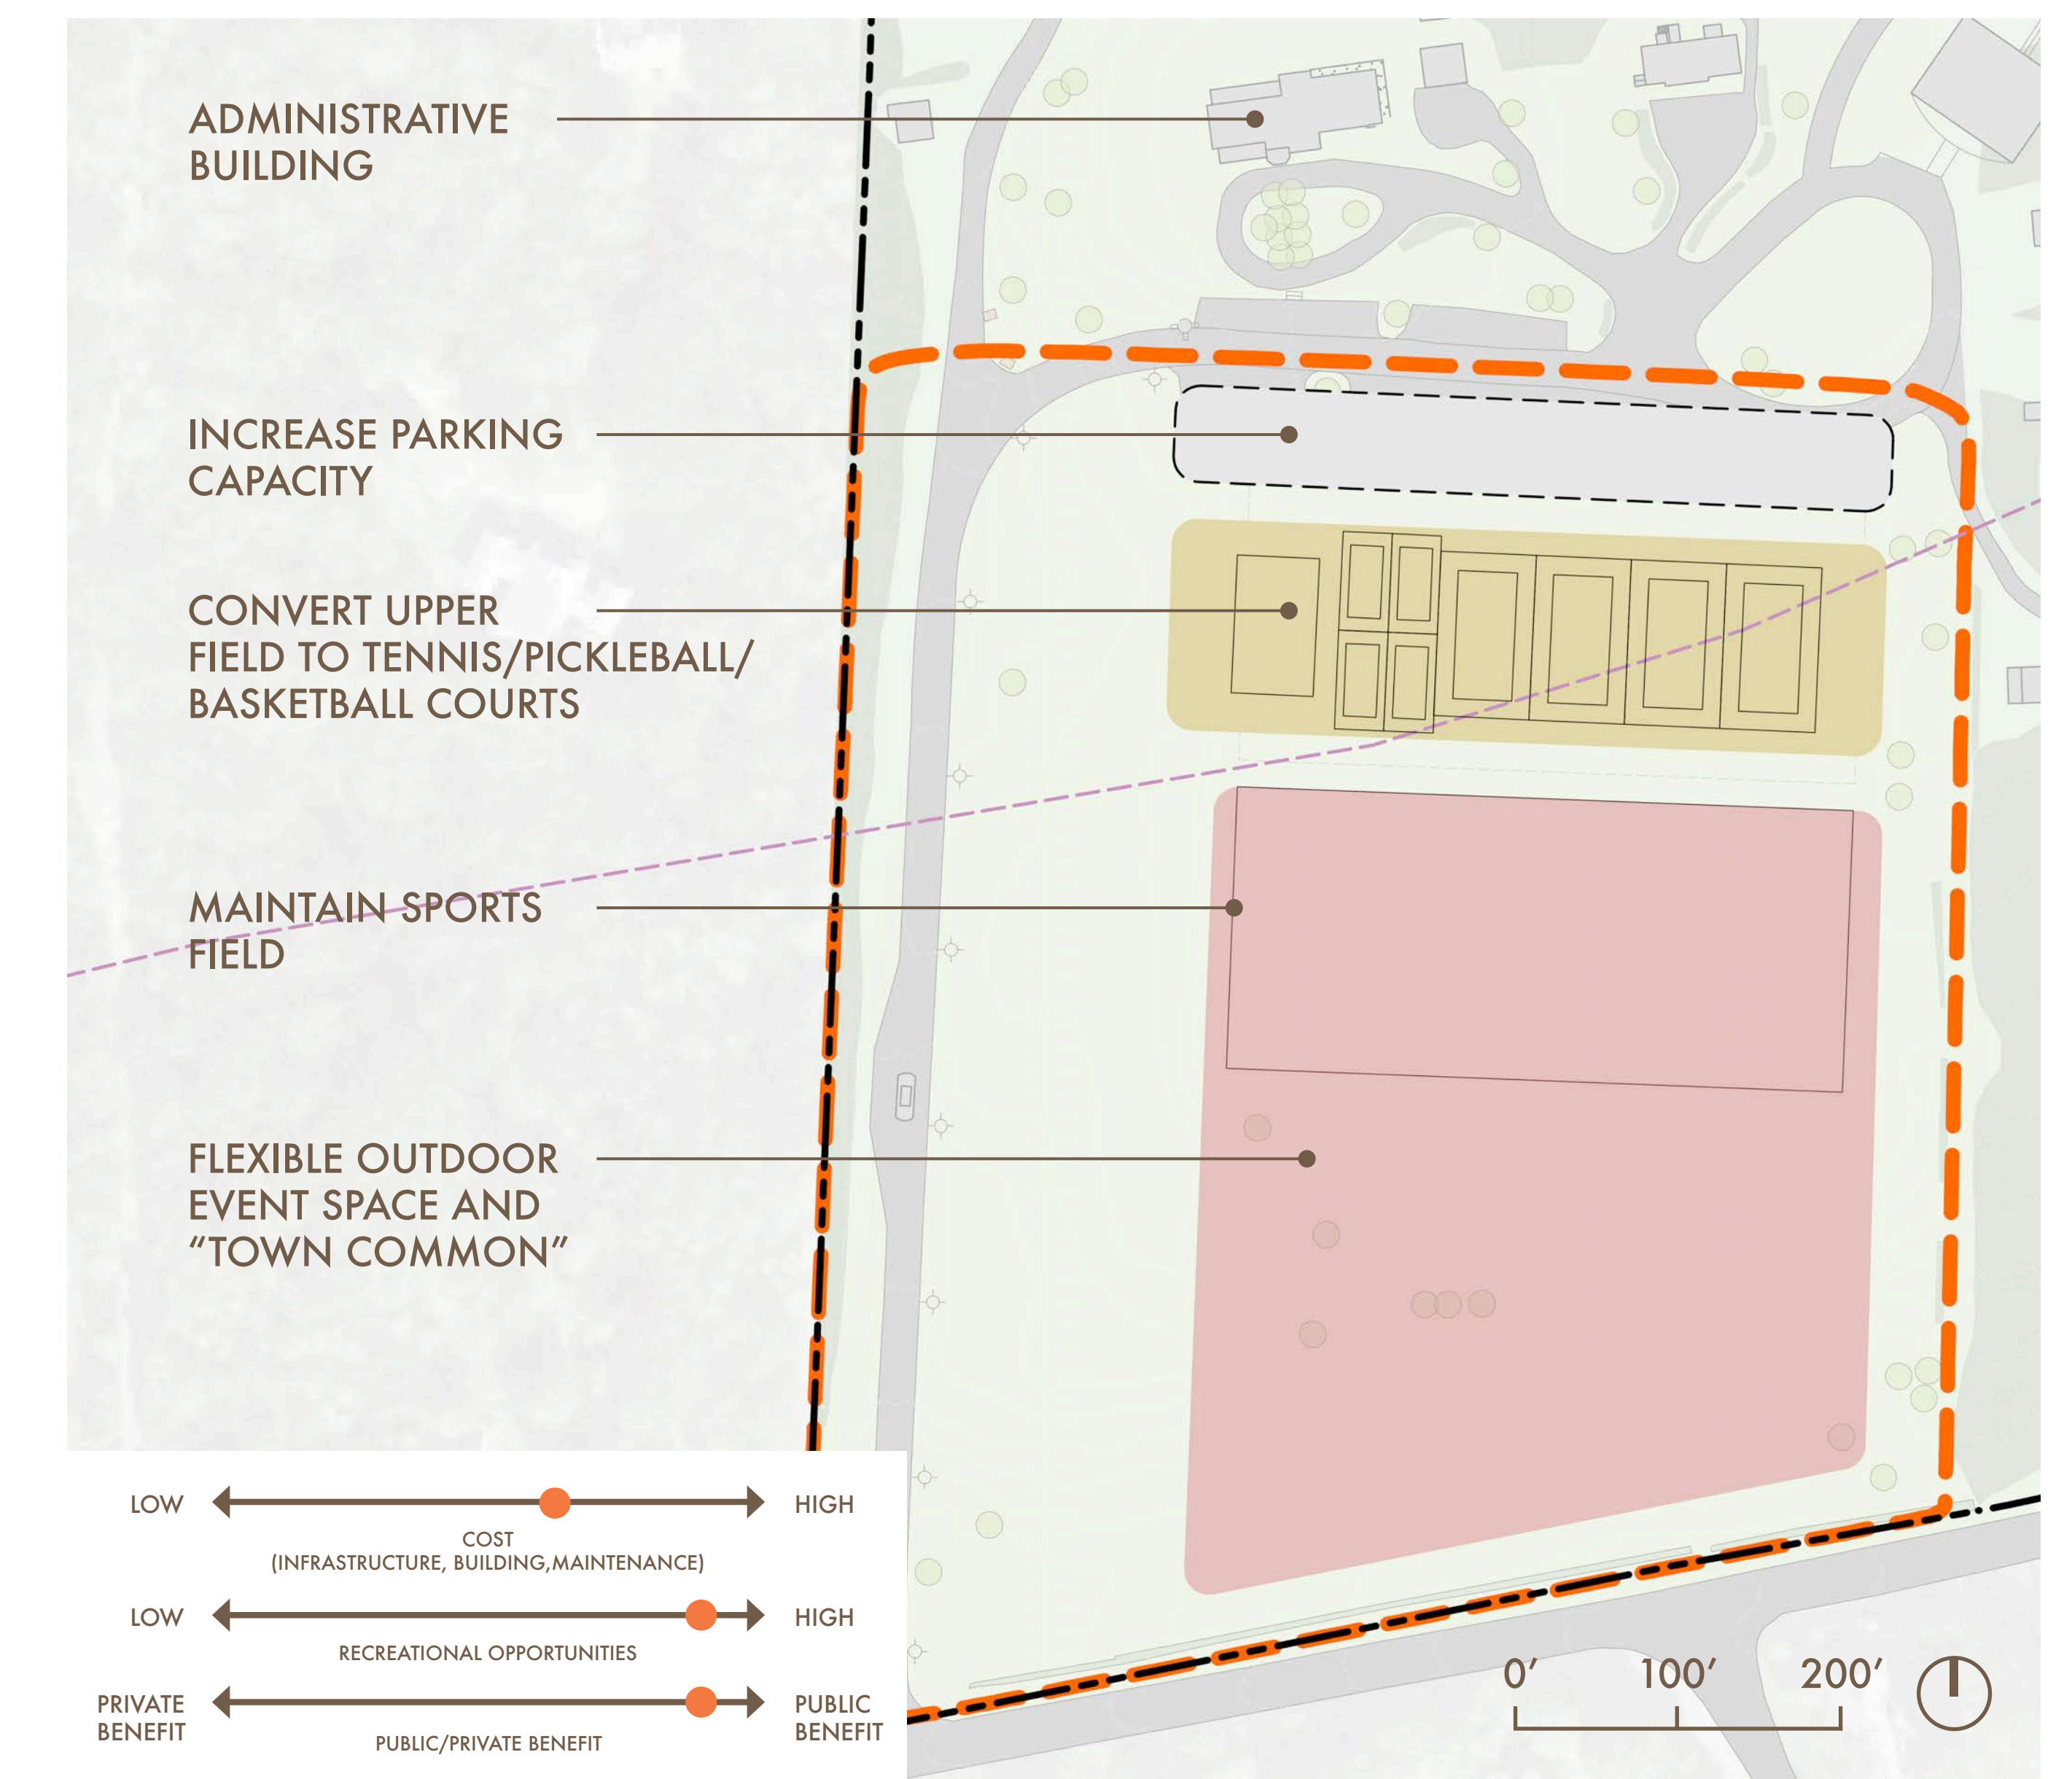 ADMINISTRATIVE
BUILDING
INCREASE PARKING
CAPACITY
CONVERT UPPER
FIELD TO TENNIS/PICKLEBALL/
BASKETBALL COURTS
MAINTAIN SPORTS
FIELD
FLEXIBLE OUTDOOR
EVENT SPACE AND
“TOWN COMMON”
LOW
HIGH
COST
(INFRASTRUCTURE, BUILDING,MAINTENANCE)
LOW
HIGH
RECREATIONAL OPPORTUNITIES
PRIVATE
BENEFIT
PUBLIC
BENEFIT
PUBLIC/PRIVATE BENEFIT
0’ 100’ 200’